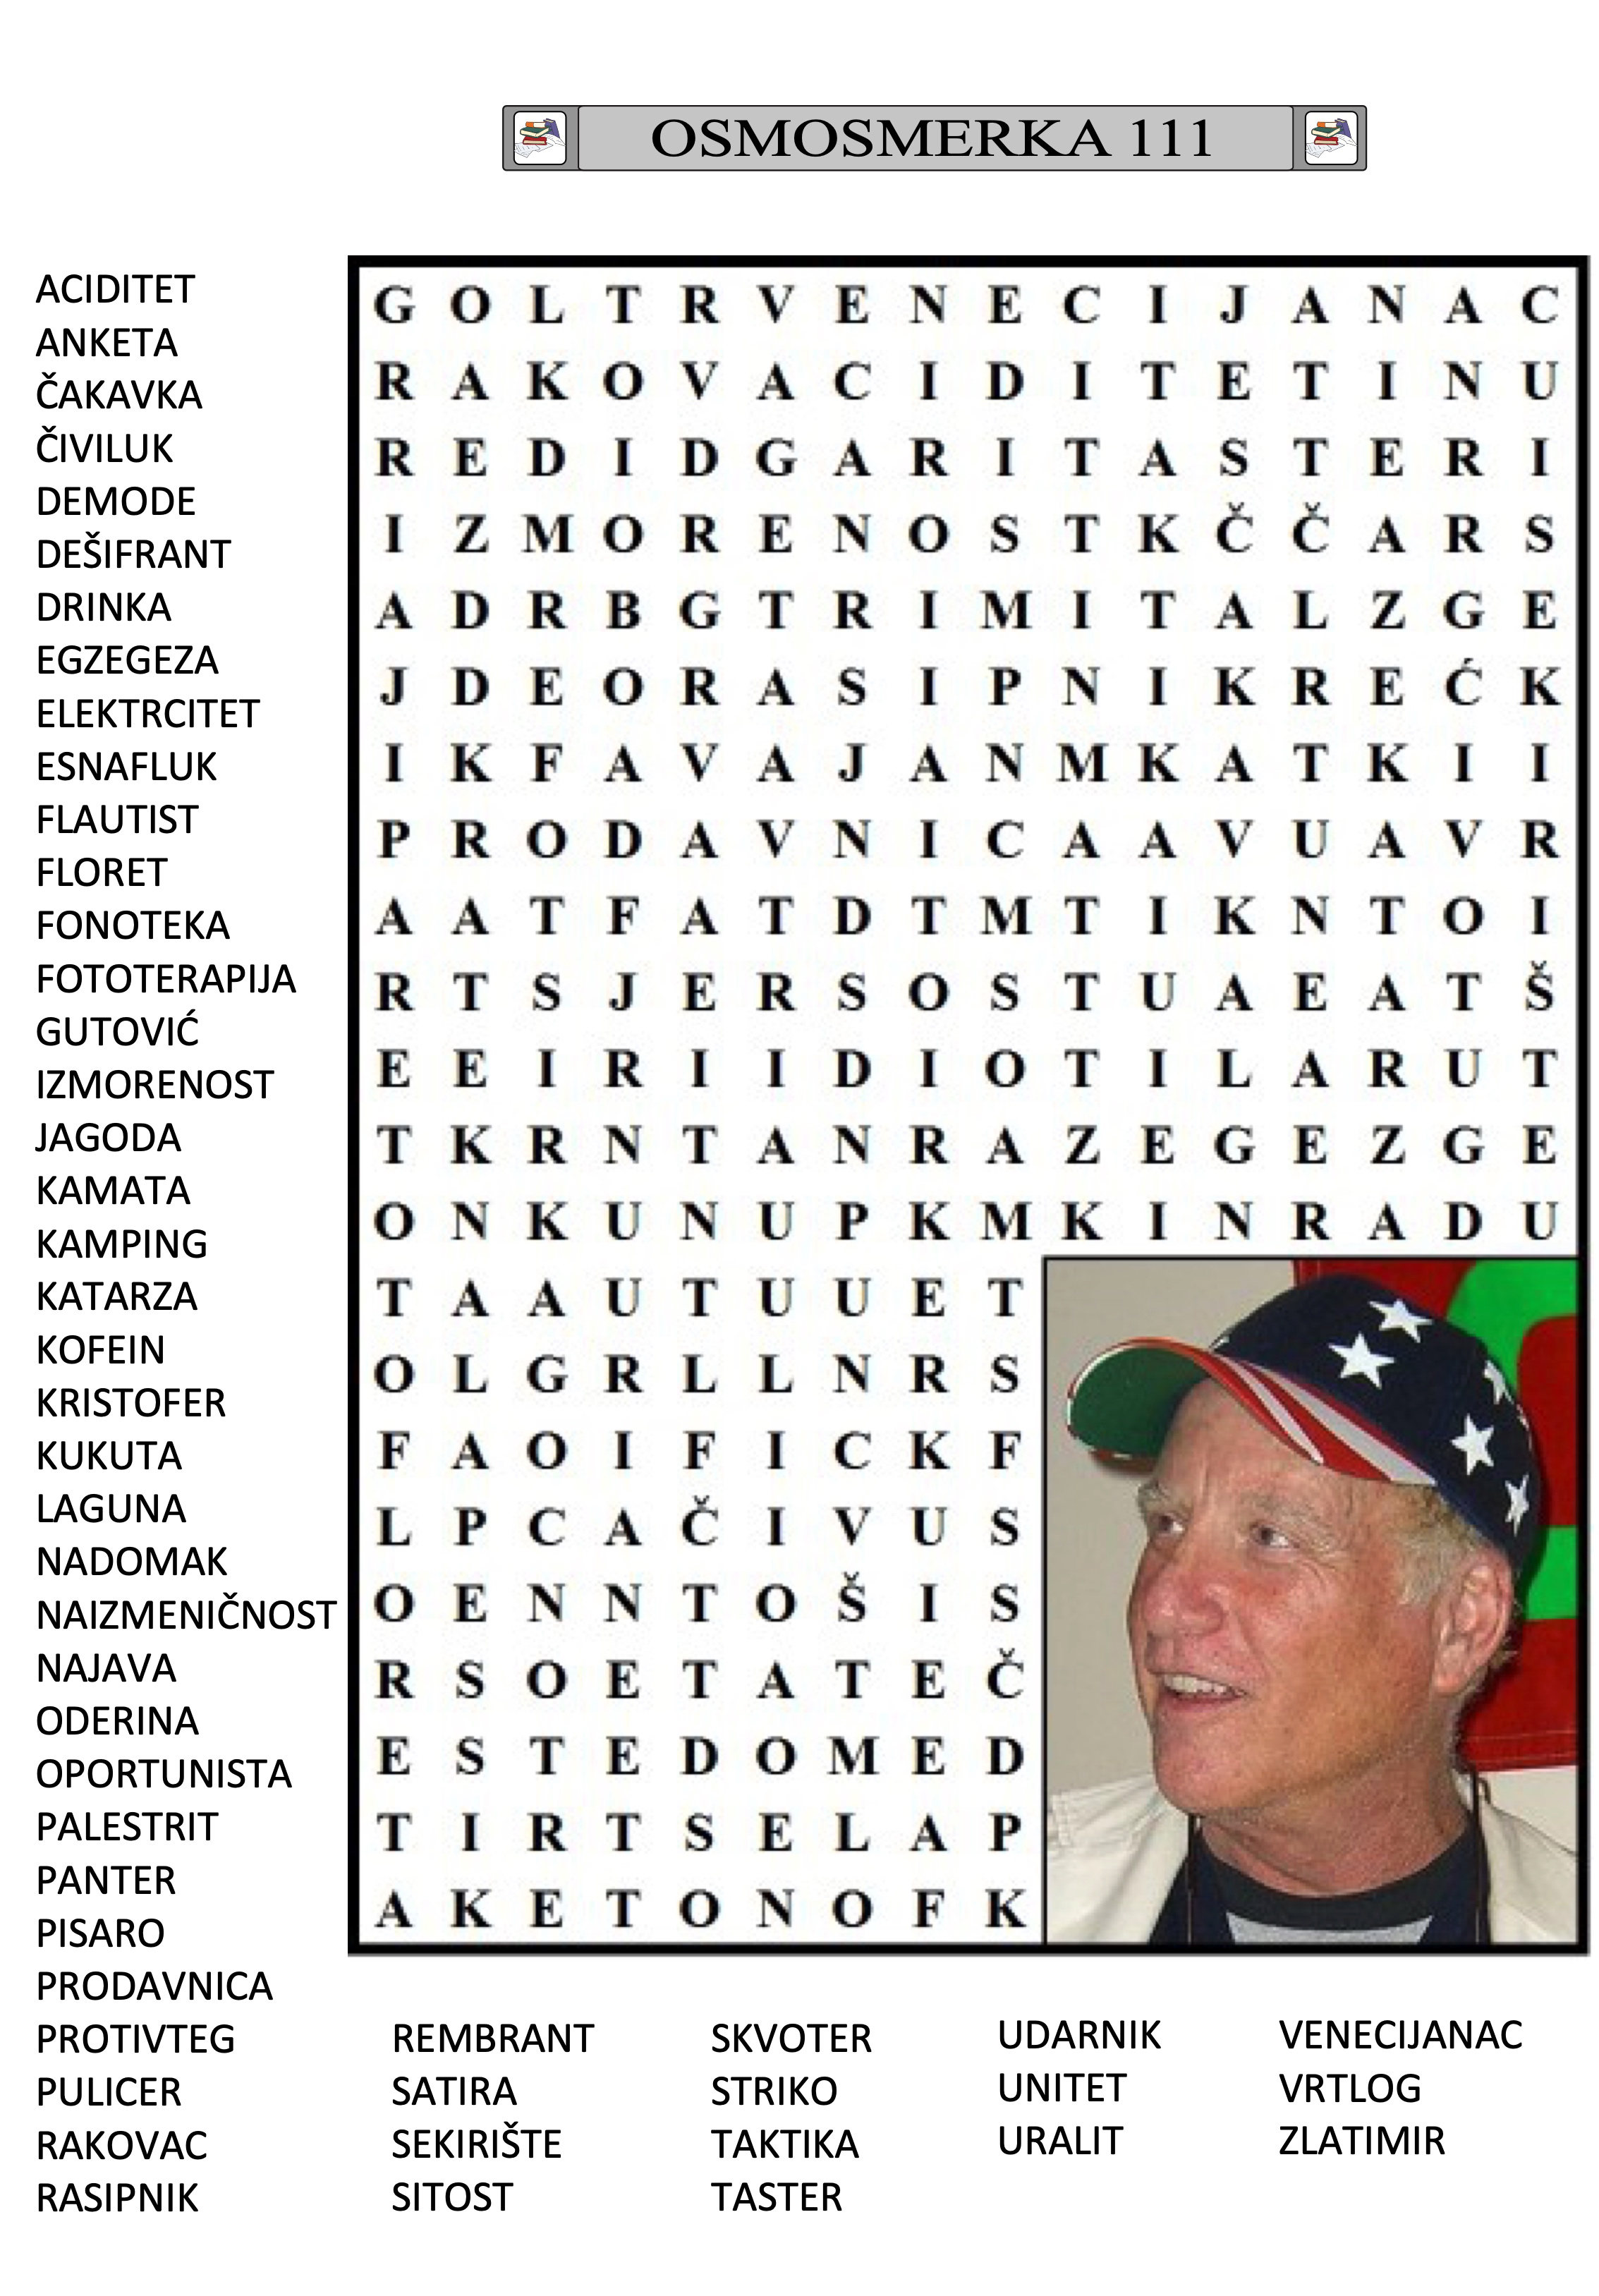 OSMOSMERKA 111
ACIDITET
ANKETA
ČAKAVKA
ČIVILUK
DEMODE
DEŠIFRANT
DRINKA
EGZEGEZA
ELEKTRCITET
ESNAFLUK
FLAUTIST
FLORET
FONOTEKA
FOTOTERAPIJA
GUTOVIĆ
IZMORENOST
JAGODA
KAMATA
KAMPING
KATARZA
KOFEIN
KRISTOFER
KUKUTA
LAGUNA
NADOMAK
NAIZMENIČNOST
NAJAVA
ODERINA
OPORTUNISTA
PALESTRIT
PANTER
PISARO
PRODAVNICA
PROTIVTEG
PULICER
RAKOVAC
RASIPNIK
G O L T R V E N E C I J A N A C
R A K O V A C I D I T E T I N U
R E D I D G A R I T A S T E R I
I Z M O R E N O S T K Č Č A R S
A D R B G T R I M I T A L Z G E
J D E O R A S I P N I K R E Ć K
I K F A V A J A N M K A T K I I
P R O D A V N I C A A V U A V R
A A T F A T D T M T I K N T O I
R T S J E R S O S T U A E A T Š
E E I R I I D I O T I L A R U T
T K R N T A N R A Z E G E Z G E
O N K U N U P K M K I N R A D U
T A A U T U U E T
O L G R L L N R S
F A O I F I C K F
L P C A Č I V U S
O E N N T O Š I S
R S O E T A T E Č
E S T E D O M E D
T I R T S E L A P
A K E T O N O F K
REMBRANT
SATIRA
SEKIRIŠTE
SITOST
SKVOTER
STRIKO
TAKTIKA
TASTER
UDARNIK
UNITET
URALIT
VENECIJANAC
VRTLOG
ZLATIMIR